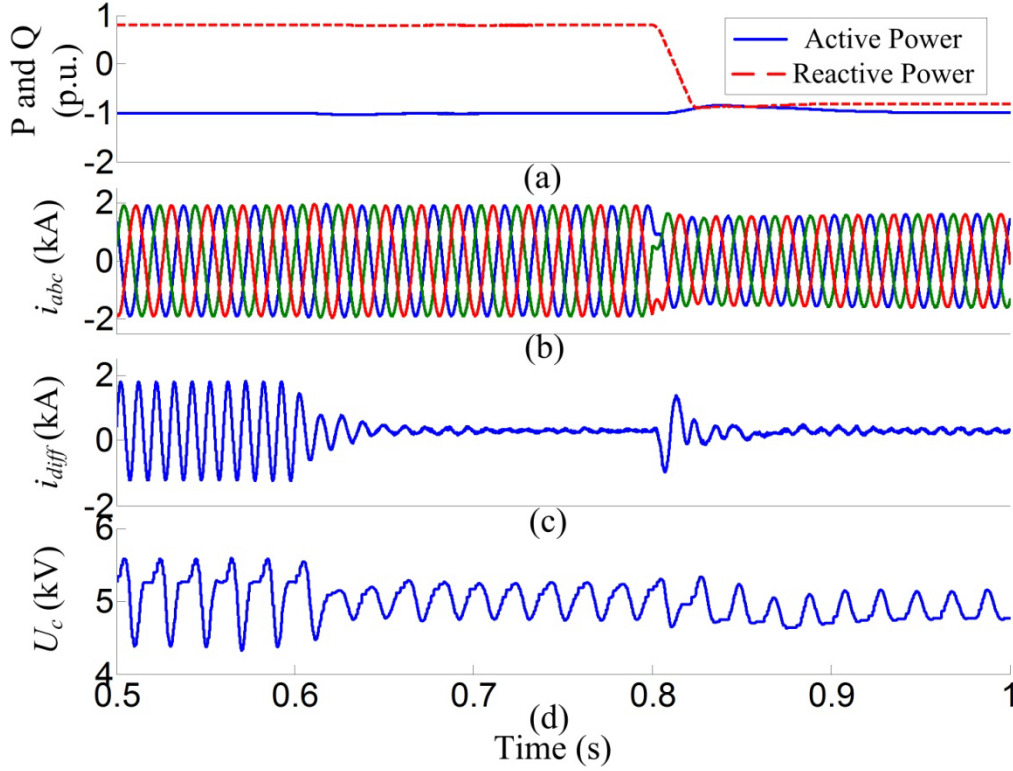 P and Q
(p.u.)
1
0
-1
-2
Active Power
Reactive Power
(a)
i_abc (kA)
2
0
-2
(b)
i_diff (kA)
2
0
-2
(c)
U_c (kV)
6
5
4
0.5
0.6
0.7
0.8
0.9
1
(d)
Time (s)